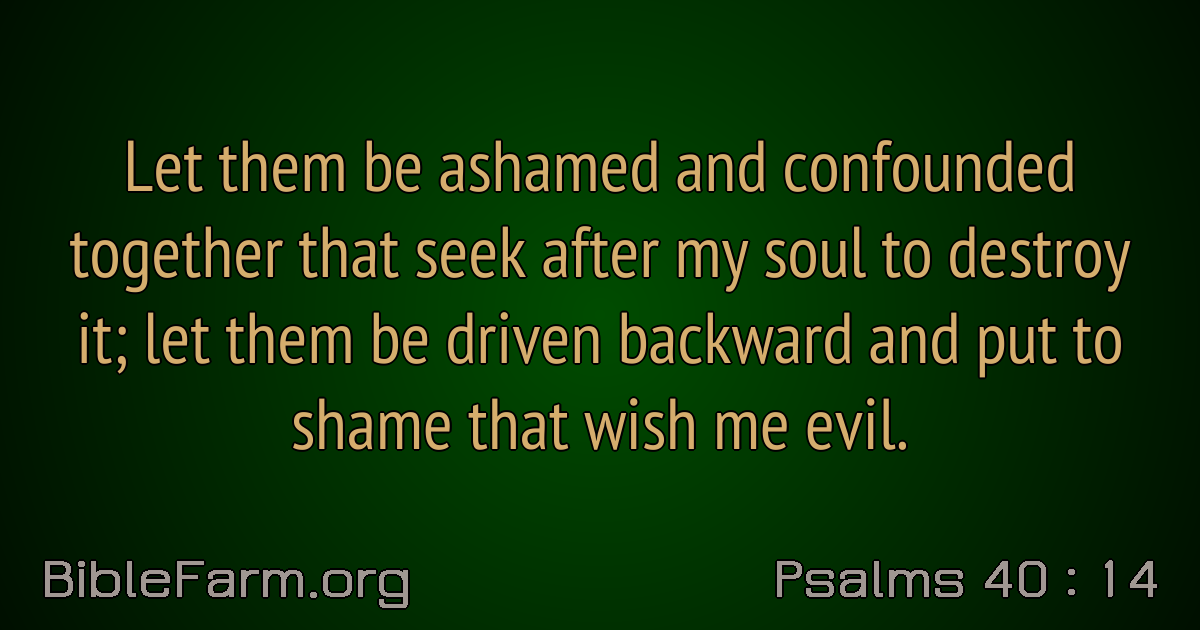 Let them be ashamed and confounded
together that seek after my soul to destroy
it; let them be driven backward and put to
shame that wish me evil.
BibleFarm.org
Psalms 40 : 14